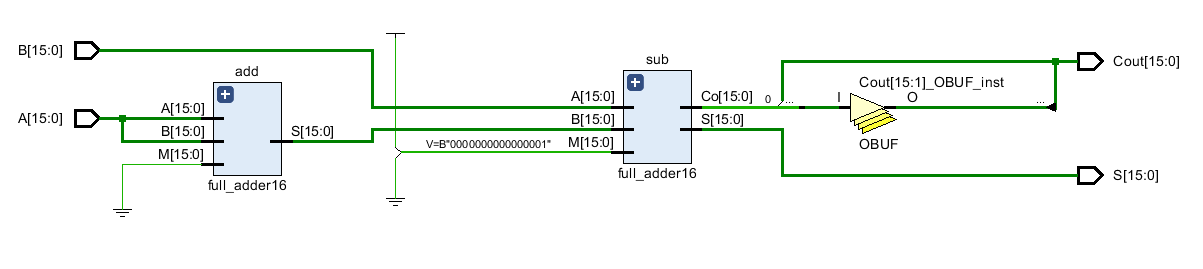 B[15:0]
A[15:0]
add
A[15:0]
B[15:0]
M[15:0]
S[15:0]
full_adder16
V=B"0000000000000001"
sub
A[15:0]
B[15:0]
M[15:0]
Co[15:0]
S[15:0]
full_adder16
0
...
Cout[15:1]_OBUF_inst
I
O
OBUF
...
Cout[15:0]
S[15:0]